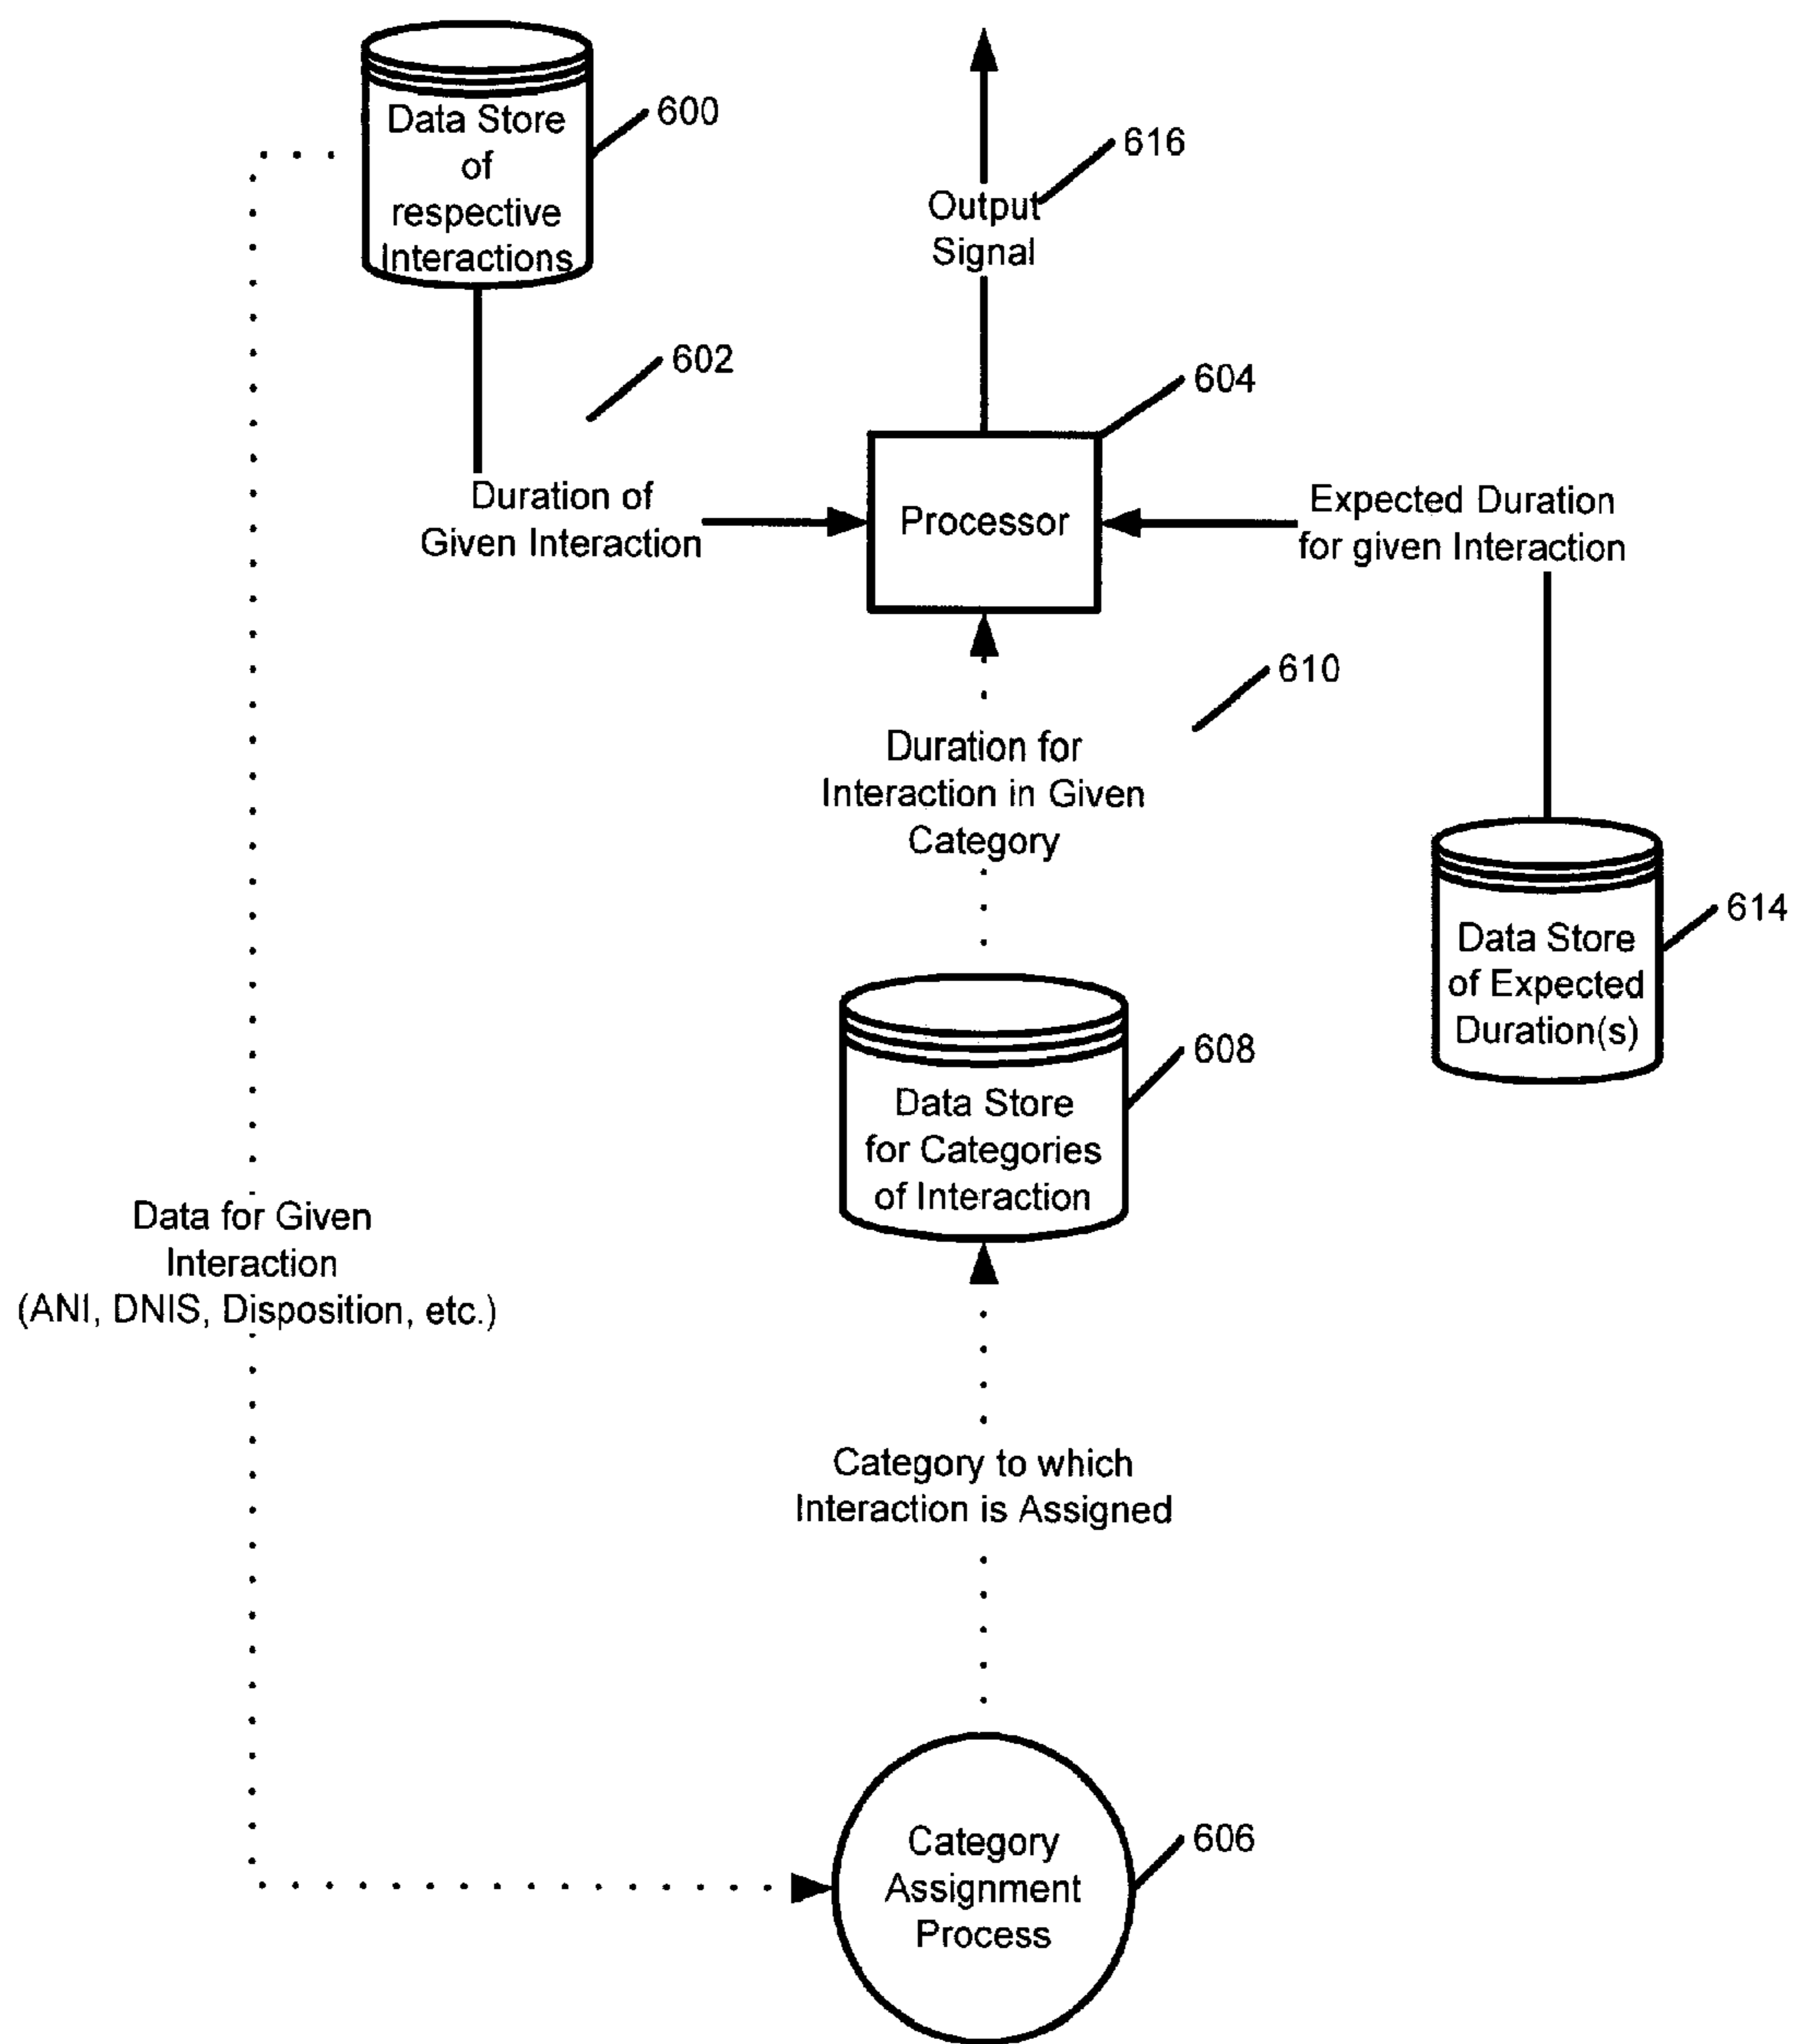 Data Store
of
respective
Interactions
600
616
Output
Signal
602
604
Duration of
Given Interaction
Processor
Expected Duration
for given Interaction
610
Duration for
Interaction in Given
Category
614
Data Store
of Expected
Duration(s)
608
Data Store
for Categories
of Interaction
Data for Given
Interaction
(ANI, DNIS, Disposition, etc.)
Category to which
Interaction is Assigned
606
Category
Assignment
Process